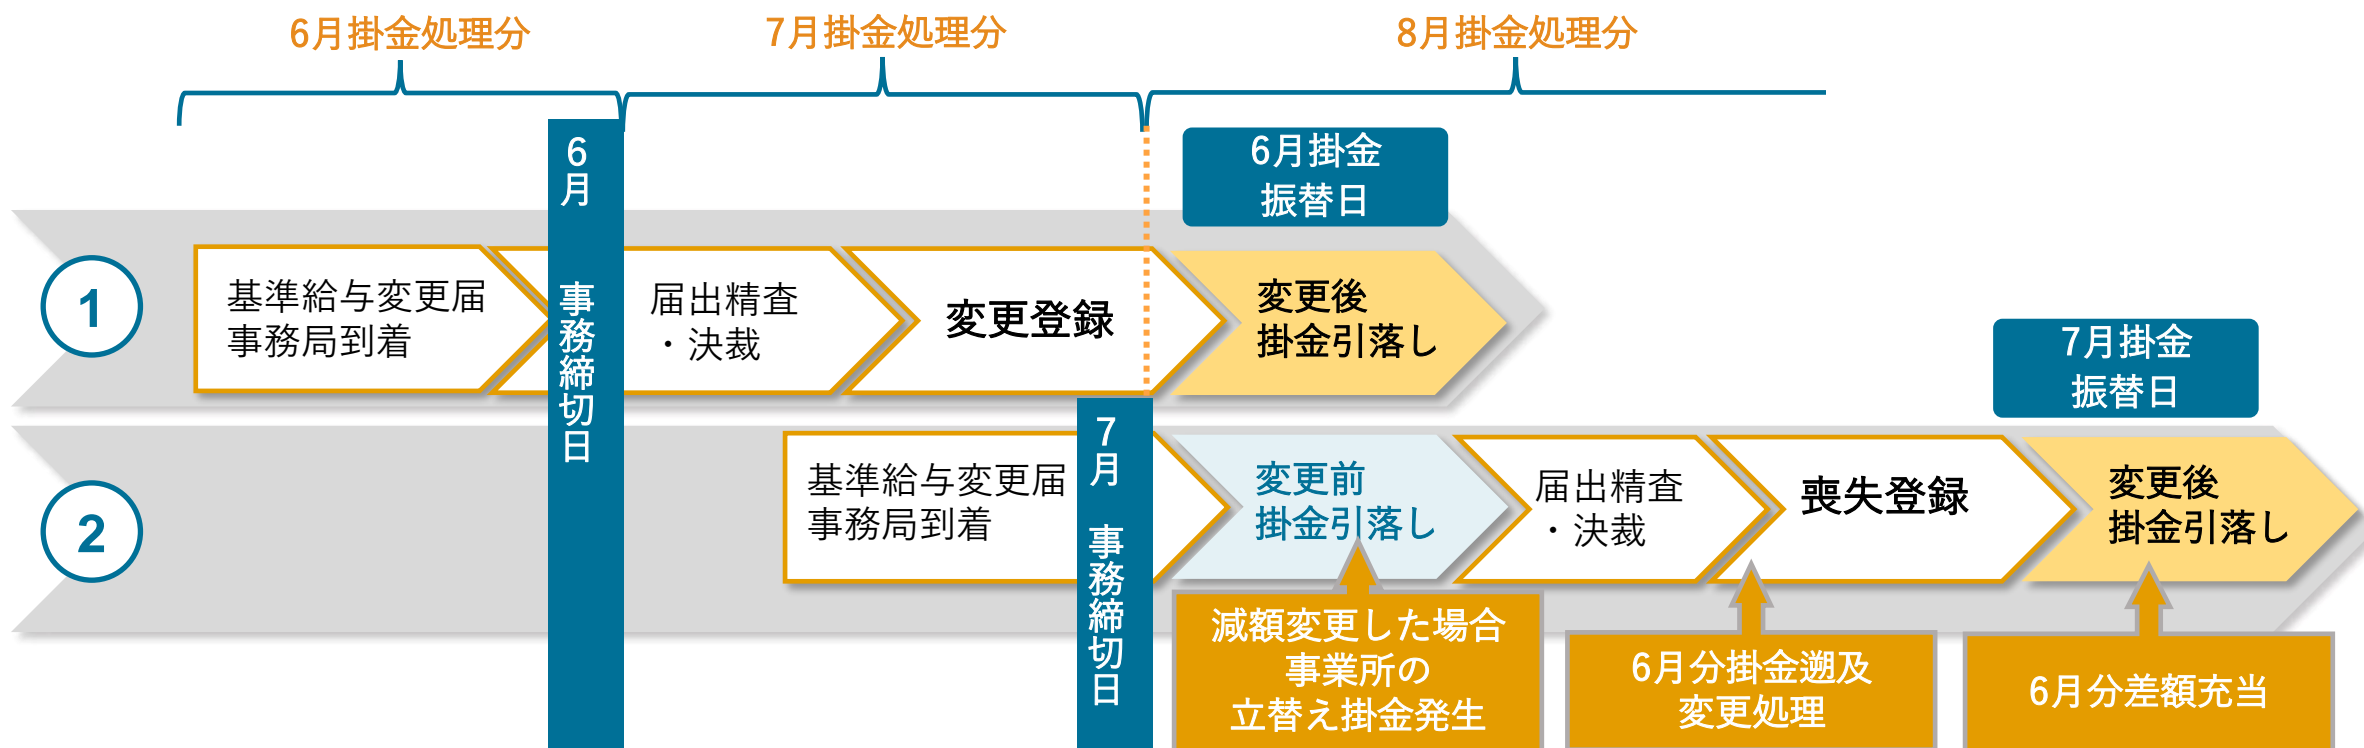 6月掛金処理分
7月掛金処理分
8月掛金処理分
6月 事務締切日
6月掛金
振替日
1
基準給与変更届
事務局到着
届出精査
・決裁
変更登録
変更後
掛金引落し
7月掛金
振替日
2
基準給与変更届
事務局到着
7月 事務締切日
変更前
掛金引落し
届出精査
・決裁
喪失登録
変更後
掛金引落し
減額変更した場合
事業所の
立替え掛金発生
6月分掛金遡及
変更処理
6月分差額充当